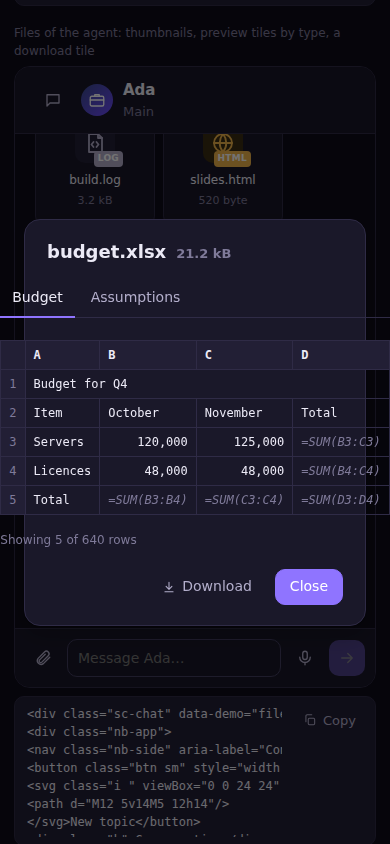 Files of the agent: thumbnails, preview tiles by type, a
download tile
Ada
Main
LOG
HTML
build.log
slides.html
3.2 kB
520 byte
budget.xlsx 21.2 kB
Budget Assumptions
A B C D
1 Budget for Q4
2 Item October November Total
3 Servers 120,000 125,000 =SUM(B3:C3)
4 Licences 48,000 48,000 =SUM(B4:C4)
5 Total =SUM(B3:B4) =SUM(C3:C4) =SUM(D3:D4)
Showing 5 of 640 rows
Download Close
Message Ada...
<div class="sc-chat" data-demo="file
Copy
<div class="nb-app">
<nav class="nb-side" aria-label="Con
<button class="btn sm" style="width
<svg class="i " viewBox="0 0 24 24"
<path d="M12 5v14M5 12h14"/>
</svg>New topic</button>